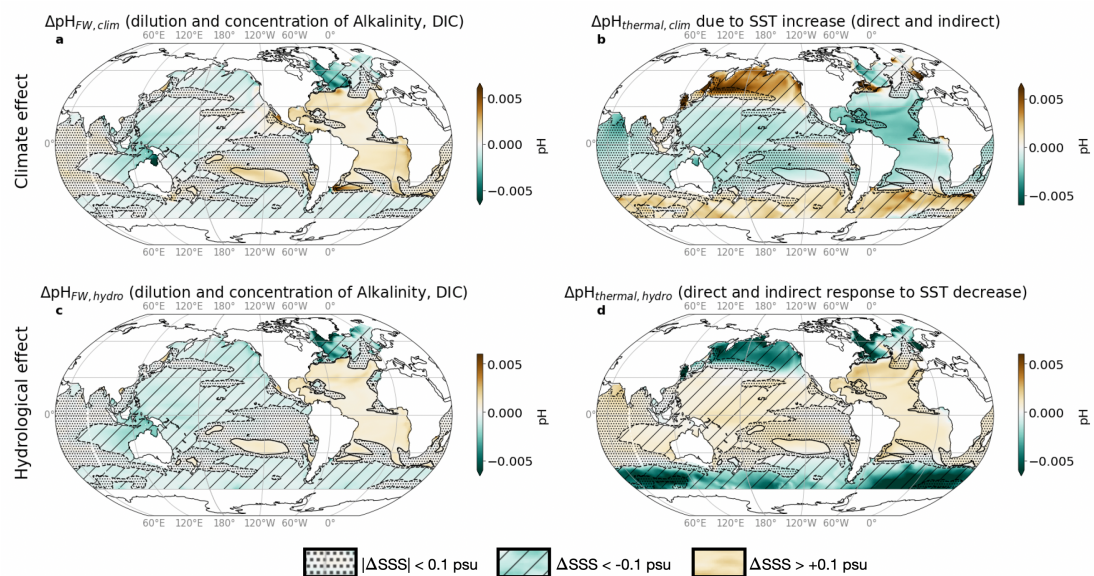 ΔpH_FW,clim (dilution and concentration of Alkalinity, DIC)
ΔpH_thermal,clim due to SST increase (direct and indirect)
a
60°E 120°E 180° 120°W 60°W 0°
b
60°E 120°E 180° 120°W 60°W 0°
Climate effect
0°
60°E 120°E 180° 120°W 60°W 0°
0.005
0.000
−0.005
pH
0°
60°E 120°E 180° 120°W 60°W 0°
0.005
0.000
−0.005
pH
ΔpH_FW,hydro (dilution and concentration of Alkalinity, DIC)
ΔpH_thermal,hydro (direct and indirect response to SST decrease)
c
60°E 120°E 180° 120°W 60°W 0°
d
60°E 120°E 180° 120°W 60°W 0°
Hydrological effect
0°
60°E 120°E 180° 120°W 60°W 0°
0.005
0.000
−0.005
pH
0°
60°E 120°E 180° 120°W 60°W 0°
0.005
0.000
−0.005
pH
|ΔSSS| < 0.1 psu
ΔSSS < -0.1 psu
ΔSSS > +0.1 psu